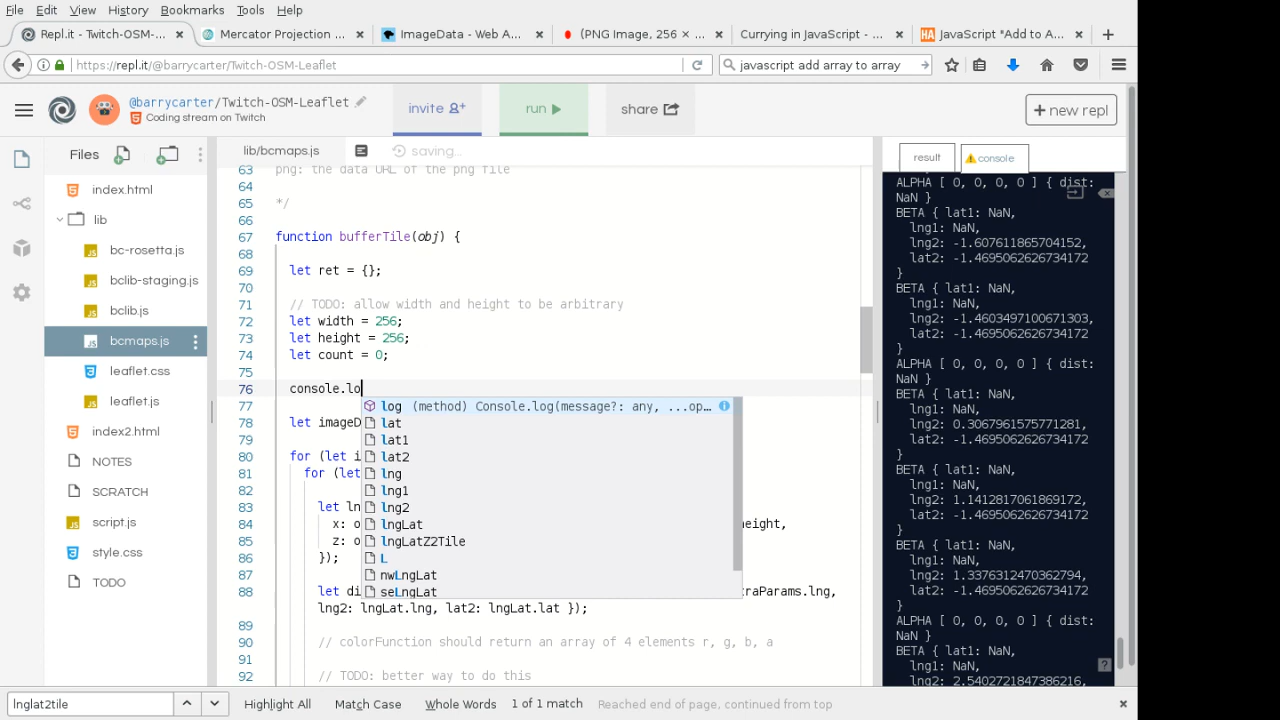 File Edit View History Bookmarks Tools Help
Repl.it - Twitch-OSM-... × Mercator Projection × ImageData - Web A... × (PNG Image, 256 × ... × Currying in JavaScript - ... × JavaScript "Add to A... × +
https://repl.it/@barrycarter/Twitch-OSM-Leaflet
javascript add array to array
@barrycarter/Twitch-OSM-Leaflet
Coding stream on Twitch
invite
run
share
+ new repl
Files
index.html
lib
bc-rosetta.js
bclib-staging.js
bclib.js
bcmaps.js
leaflet.css
leaflet.js
index2.html
NOTES
SCRATCH
script.js
style.css
TODO
lib/bcmaps.js
saving...
63 png: the data URL of the png file
64
65 */
66
67 function bufferTile(obj) {
68
69 let ret = {};
70
71 // TODO: allow width and height to be arbitrary
72 let width = 256;
73 let height = 256;
74 let count = 0;
75
76 console.lo
77
78 let imageD
79
80 for (let i
81 for (let
82
83 let ln
84 x: o eight,
85 z: o
86 });
87
88 let di traParams.lng,
lng2: lngLat.lng, lat2: lngLat.lat });
89
90 // colorFunction should return an array of 4 elements r, g, b, a
91
92 // TODO: better way to do this
log (method) Console.log(message?: any, ...op...
lat
lat1
lat2
lng
lng1
lng2
lngLat
lngLatZ2Tile
L
nwLngLat
seLngLat
result
console
ALPHA [ 0, 0, 0, 0 ] { dist:
NaN }
BETA { lat1: NaN,
lng1: NaN,
lng2: -1.607611865704152,
lat2: -1.4695062626734172
}
BETA { lat1: NaN,
lng1: NaN,
lng2: -1.4603497100671303,
lat2: -1.4695062626734172
}
ALPHA [ 0, 0, 0, 0 ] { dist:
NaN }
BETA { lat1: NaN,
lng1: NaN,
lng2: 0.3067961575771281,
lat2: -1.4695062626734172
}
BETA { lat1: NaN,
lng1: NaN,
lng2: 1.1412817061869172,
lat2: -1.4695062626734172
}
BETA { lat1: NaN,
lng1: NaN,
lng2: 1.3376312470362794,
lat2: -1.4695062626734172
}
ALPHA [ 0, 0, 0, 0 ] { dist:
NaN }
BETA { lat1: NaN,
lng1: NaN,
lng2: 2.5402721847386216,
?
lnglat2tile
Highlight All Match Case Whole Words 1 of 1 match Reached end of page, continued from top